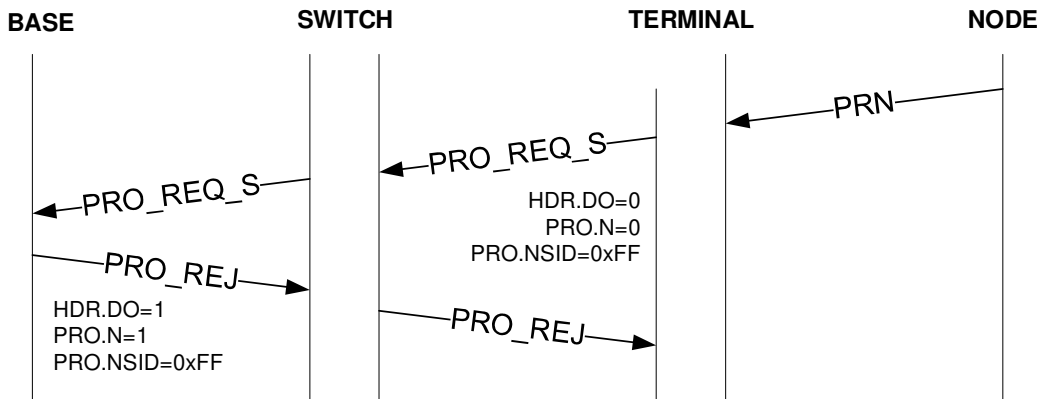 BASE
SWITCH
TERMINAL
NODE
PRN
PRO_REQ_S
PRO_REQ_S
HDR.DO=0
PRO.N=0
PRO.NSID=0xFF
PRO_REJ
HDR.DO=1
PRO.N=1
PRO.NSID=0xFF
PRO_REJ